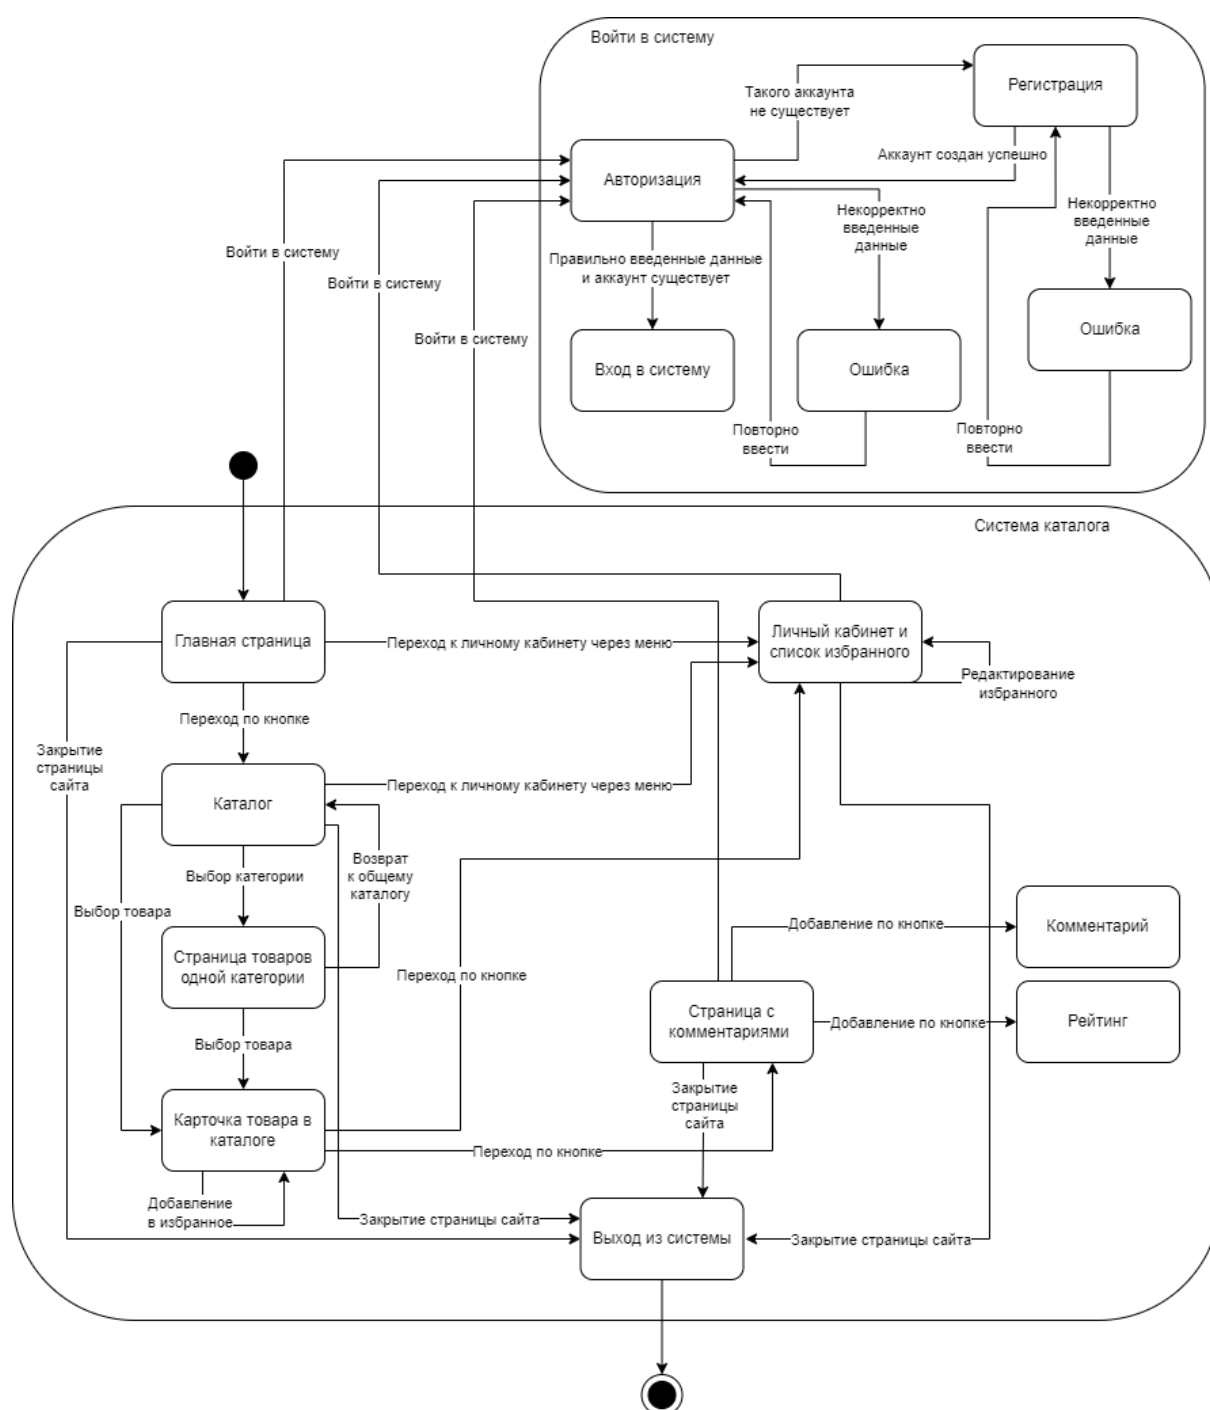 Войти в систему
Регистрация
Такого аккаунта
не существует
Аккаунт создан успешно
Авторизация
Некорректно
введенные
данные
Некорректно
введенные
данные
Войти в систему
Правильно введенные данные
и аккаунт существует
Войти в систему
Войти в систему
Ошибка
Вход в систему
Ошибка
Повторно
ввести
Повторно
ввести
Система каталога
Главная страница
Переход к личному кабинету через меню
Личный кабинет и
список избранного
Редактирование
избранного
Переход по кнопке
Закрытие
страницы
сайта
Переход к личному кабинету через меню
Каталог
Возврат
к общему
каталогу
Выбор категории
Выбор товара
Добавление по кнопке
Комментарий
Страница товаров
одной категории
Переход по кнопке
Страница с
комментариями
Добавление по кнопке
Рейтинг
Выбор товара
Закрытие
страницы
сайта
Карточка товара в
каталоге
Переход по кнопке
Добавление
в избранное
Закрытие страницы сайта
Выход из системы
Закрытие страницы сайта